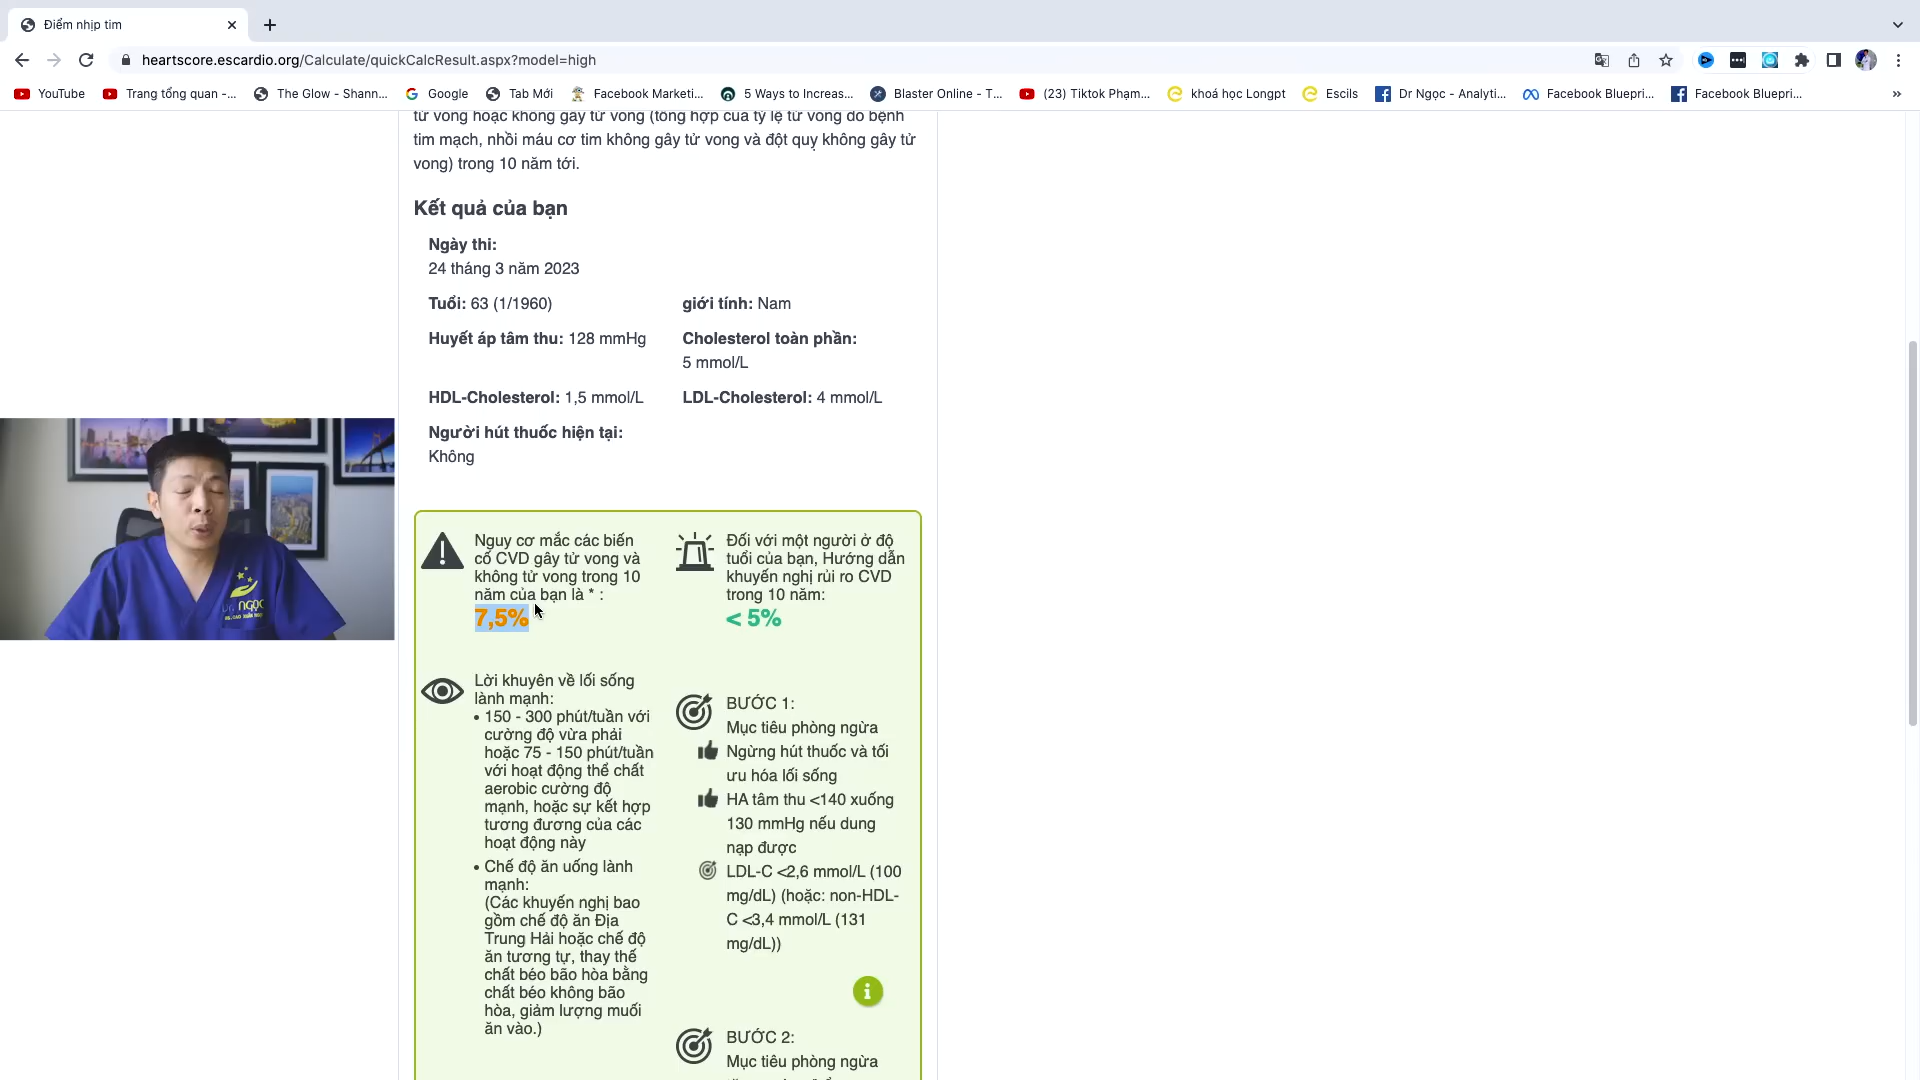 Điểm nhịp tim
heartscore.escardio.org/Calculate/quickCalcResult.aspx?model=high
YouTube
Trang tổng quan -...
The Glow - Shann...
Google
Tab Mới
Facebook Marketi...
5 Ways to Increas...
Blaster Online - T...
(23) Tiktok Phạm...
khoá học Longpt
Escils
Dr Ngọc - Analyti...
Facebook Bluepri...
Facebook Bluepri...
tử vong hoặc không gây tử vong (tổng hợp của tỷ lệ tử vong do bệnh
tim mạch, nhồi máu cơ tim không gây tử vong và đột quỵ không gây tử
vong) trong 10 năm tới.
Kết quả của bạn
Ngày thi:
24 tháng 3 năm 2023
Tuổi: 63 (1/1960)
giới tính: Nam
Huyết áp tâm thu: 128 mmHg
Cholesterol toàn phần:
5 mmol/L
HDL-Cholesterol: 1,5 mmol/L
LDL-Cholesterol: 4 mmol/L
Người hút thuốc hiện tại:
Không
Nguy cơ mắc các biến
cố CVD gây tử vong và
không tử vong trong 10
năm của bạn là * :
7,5%
Đối với một người ở độ
tuổi của bạn, Hướng dẫn
khuyến nghị rủi ro CVD
trong 10 năm:
< 5%
Lời khuyên về lối sống
lành mạnh:
• 150 - 300 phút/tuần với
cường độ vừa phải
hoặc 75 - 150 phút/tuần
với hoạt động thể chất
aerobic cường độ
mạnh, hoặc sự kết hợp
tương đương của các
hoạt động này
• Chế độ ăn uống lành
mạnh:
(Các khuyến nghị bao
gồm chế độ ăn Địa
Trung Hải hoặc chế độ
ăn tương tự, thay thế
chất béo bão hòa bằng
chất béo không bão
hòa, giảm lượng muối
ăn vào.)
BƯỚC 1:
Mục tiêu phòng ngừa
Ngừng hút thuốc và tối
ưu hóa lối sống
HA tâm thu <140 xuống
130 mmHg nếu dung
nạp được
LDL-C <2,6 mmol/L (100
mg/dL) (hoặc: non-HDL-
C <3,4 mmol/L (131
mg/dL))
BƯỚC 2:
Mục tiêu phòng ngừa
Dr. NGỌC